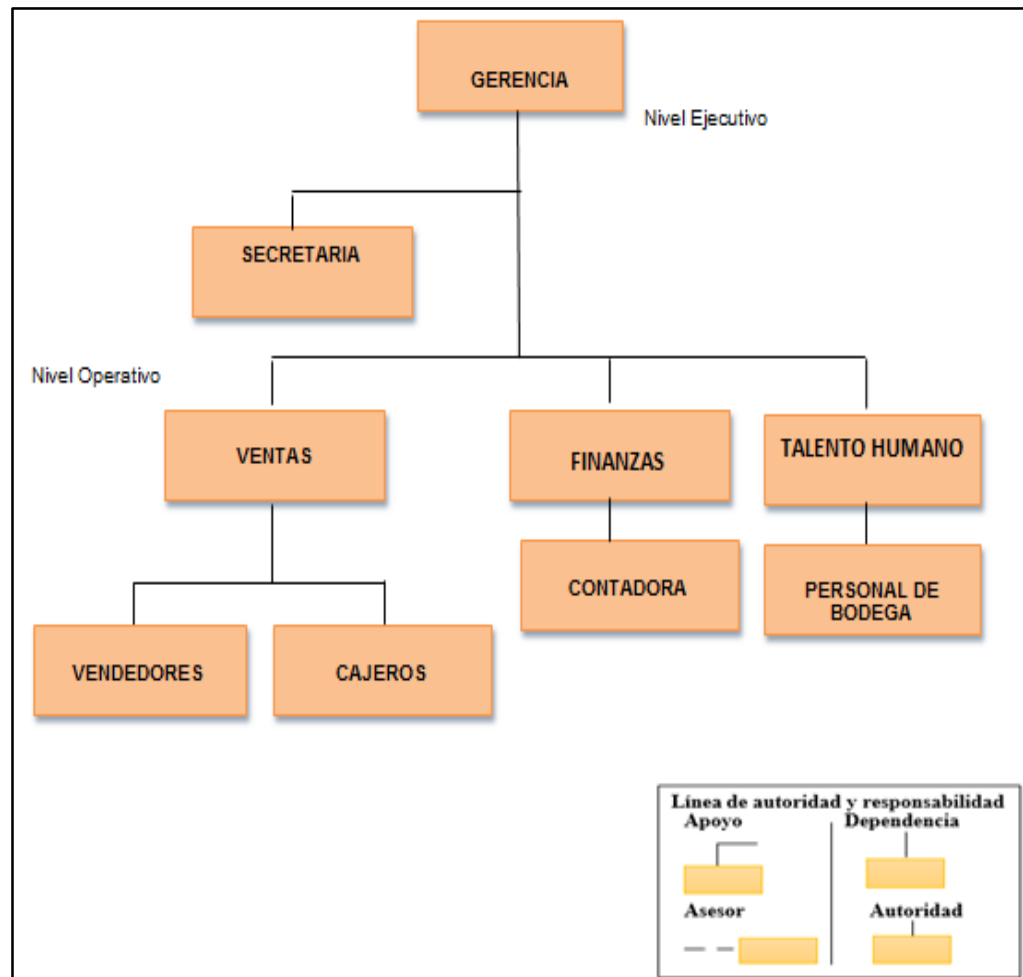 GERENCIA
Nivel Ejecutivo
SECRETARIA
Nivel Operativo
VENTAS
FINANZAS
TALENTO HUMANO
CONTADORA
PERSONAL DE
BODEGA
VENDEDORES
CAJEROS
Línea de autoridad y responsabilidad
Apoyo
Dependencia
Asesor
Autoridad